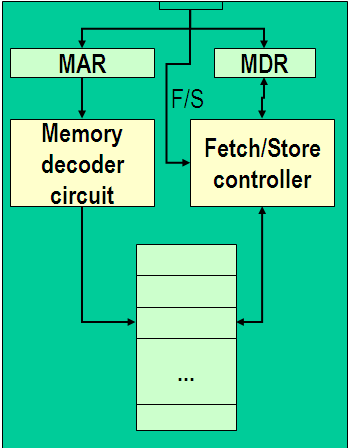 MAR
MDR
F/S
Memory
decoder
circuit
Fetch/Store
controller
...